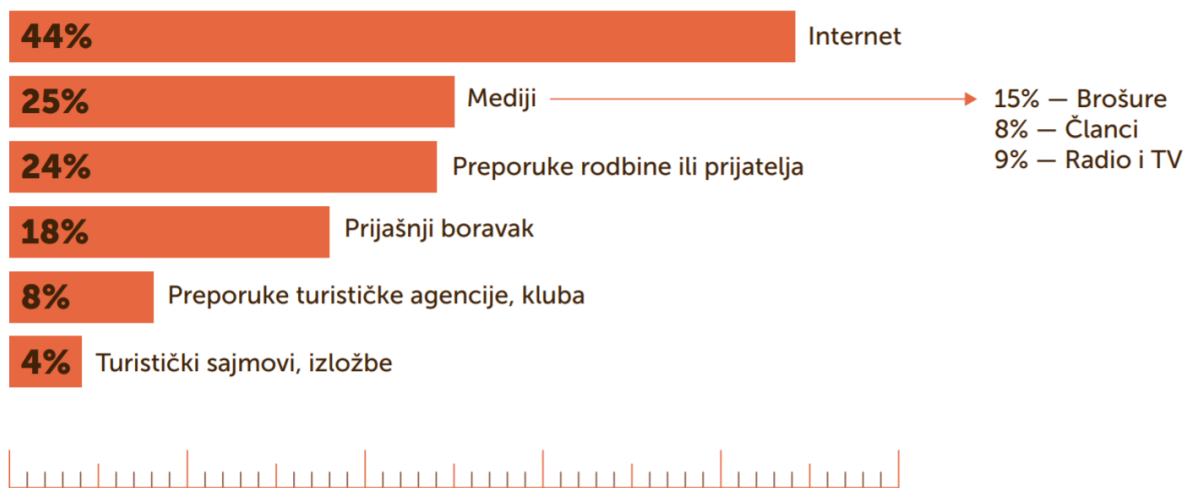 44% Internet
25% Mediji
15% — Brošure
8% — Članci
9% — Radio i TV
24% Preporuke rodbine ili prijatelja
18% Prijašnji boravak
8% Preporuke turističke agencije, kluba
4% Turistički sajmovi, izložbe